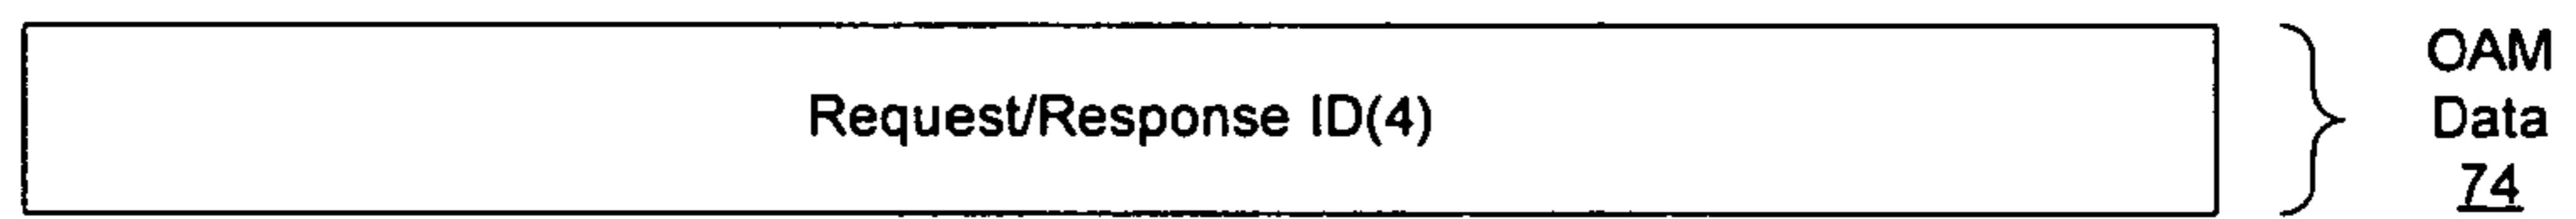 Request/Response ID(4)
OAM
Data
74